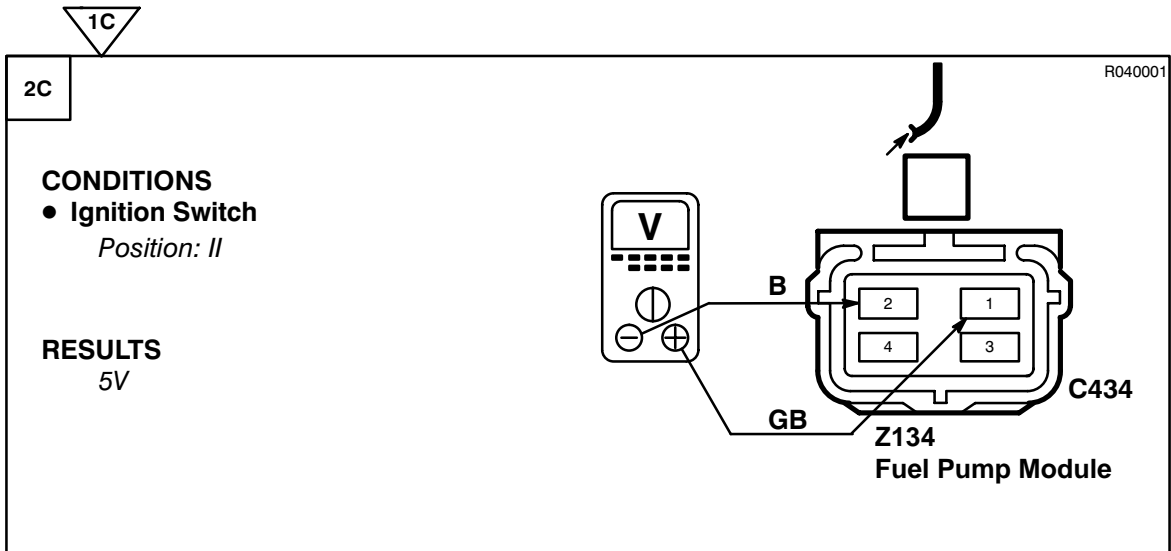 1C
2C
R040001
CONDITIONS
● Ignition Switch
Position: II
RESULTS
5V
V
B
GB
2
1
4
3
C434
Z134
Fuel Pump Module